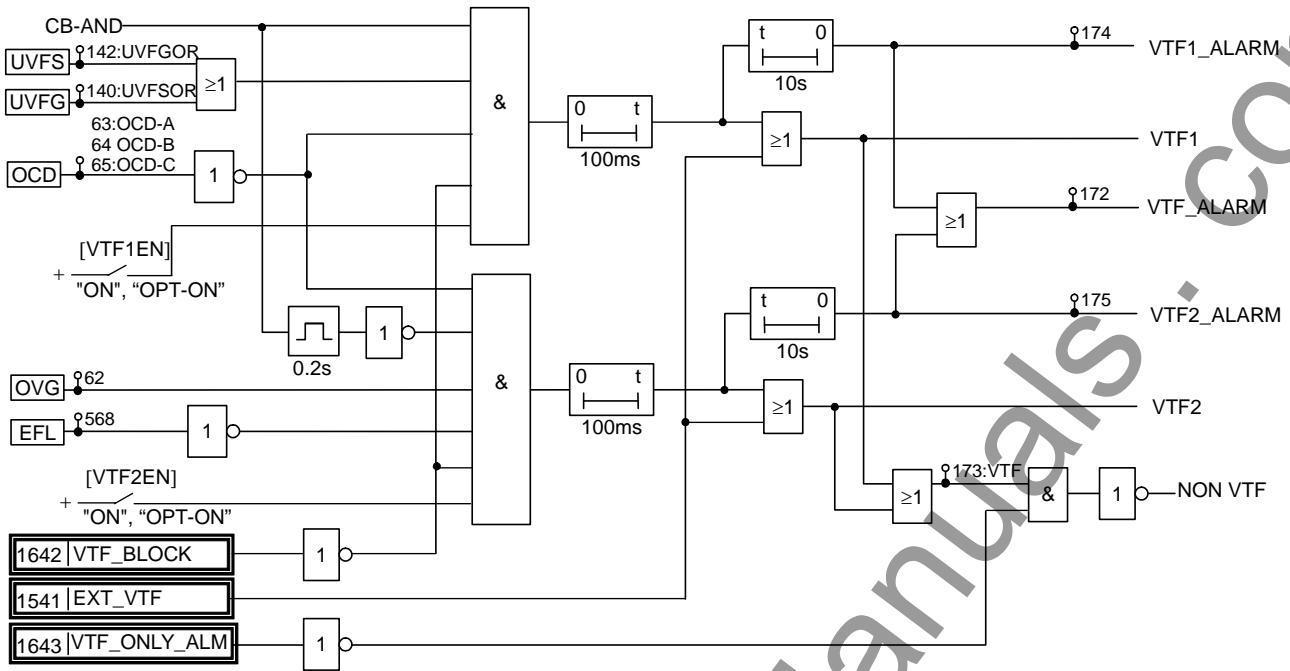 CB-AND
UVFS 142:UVFGOR
UVFG 140:UVFSOR
≥1
63:OCD-A
64 OCD-B
65:OCD-C
OCD
1
&
0 t
100ms
t 0
10s
174
VTF1_ALARM
≥1
VTF1
≥1
172
VTF_ALARM
[VTF1EN]
+
"ON", “OPT-ON”
0.2s
1
t 0
10s
175
VTF2_ALARM
OVG 62
&
0 t
100ms
≥1
VTF2
EFL 568
1
[VTF2EN]
+
"ON", “OPT-ON”
≥1
173:VTF
&
1
NON VTF
1642 VTF_BLOCK
1
1541 EXT_VTF
1643 VTF_ONLY_ALM
1
anuals . co